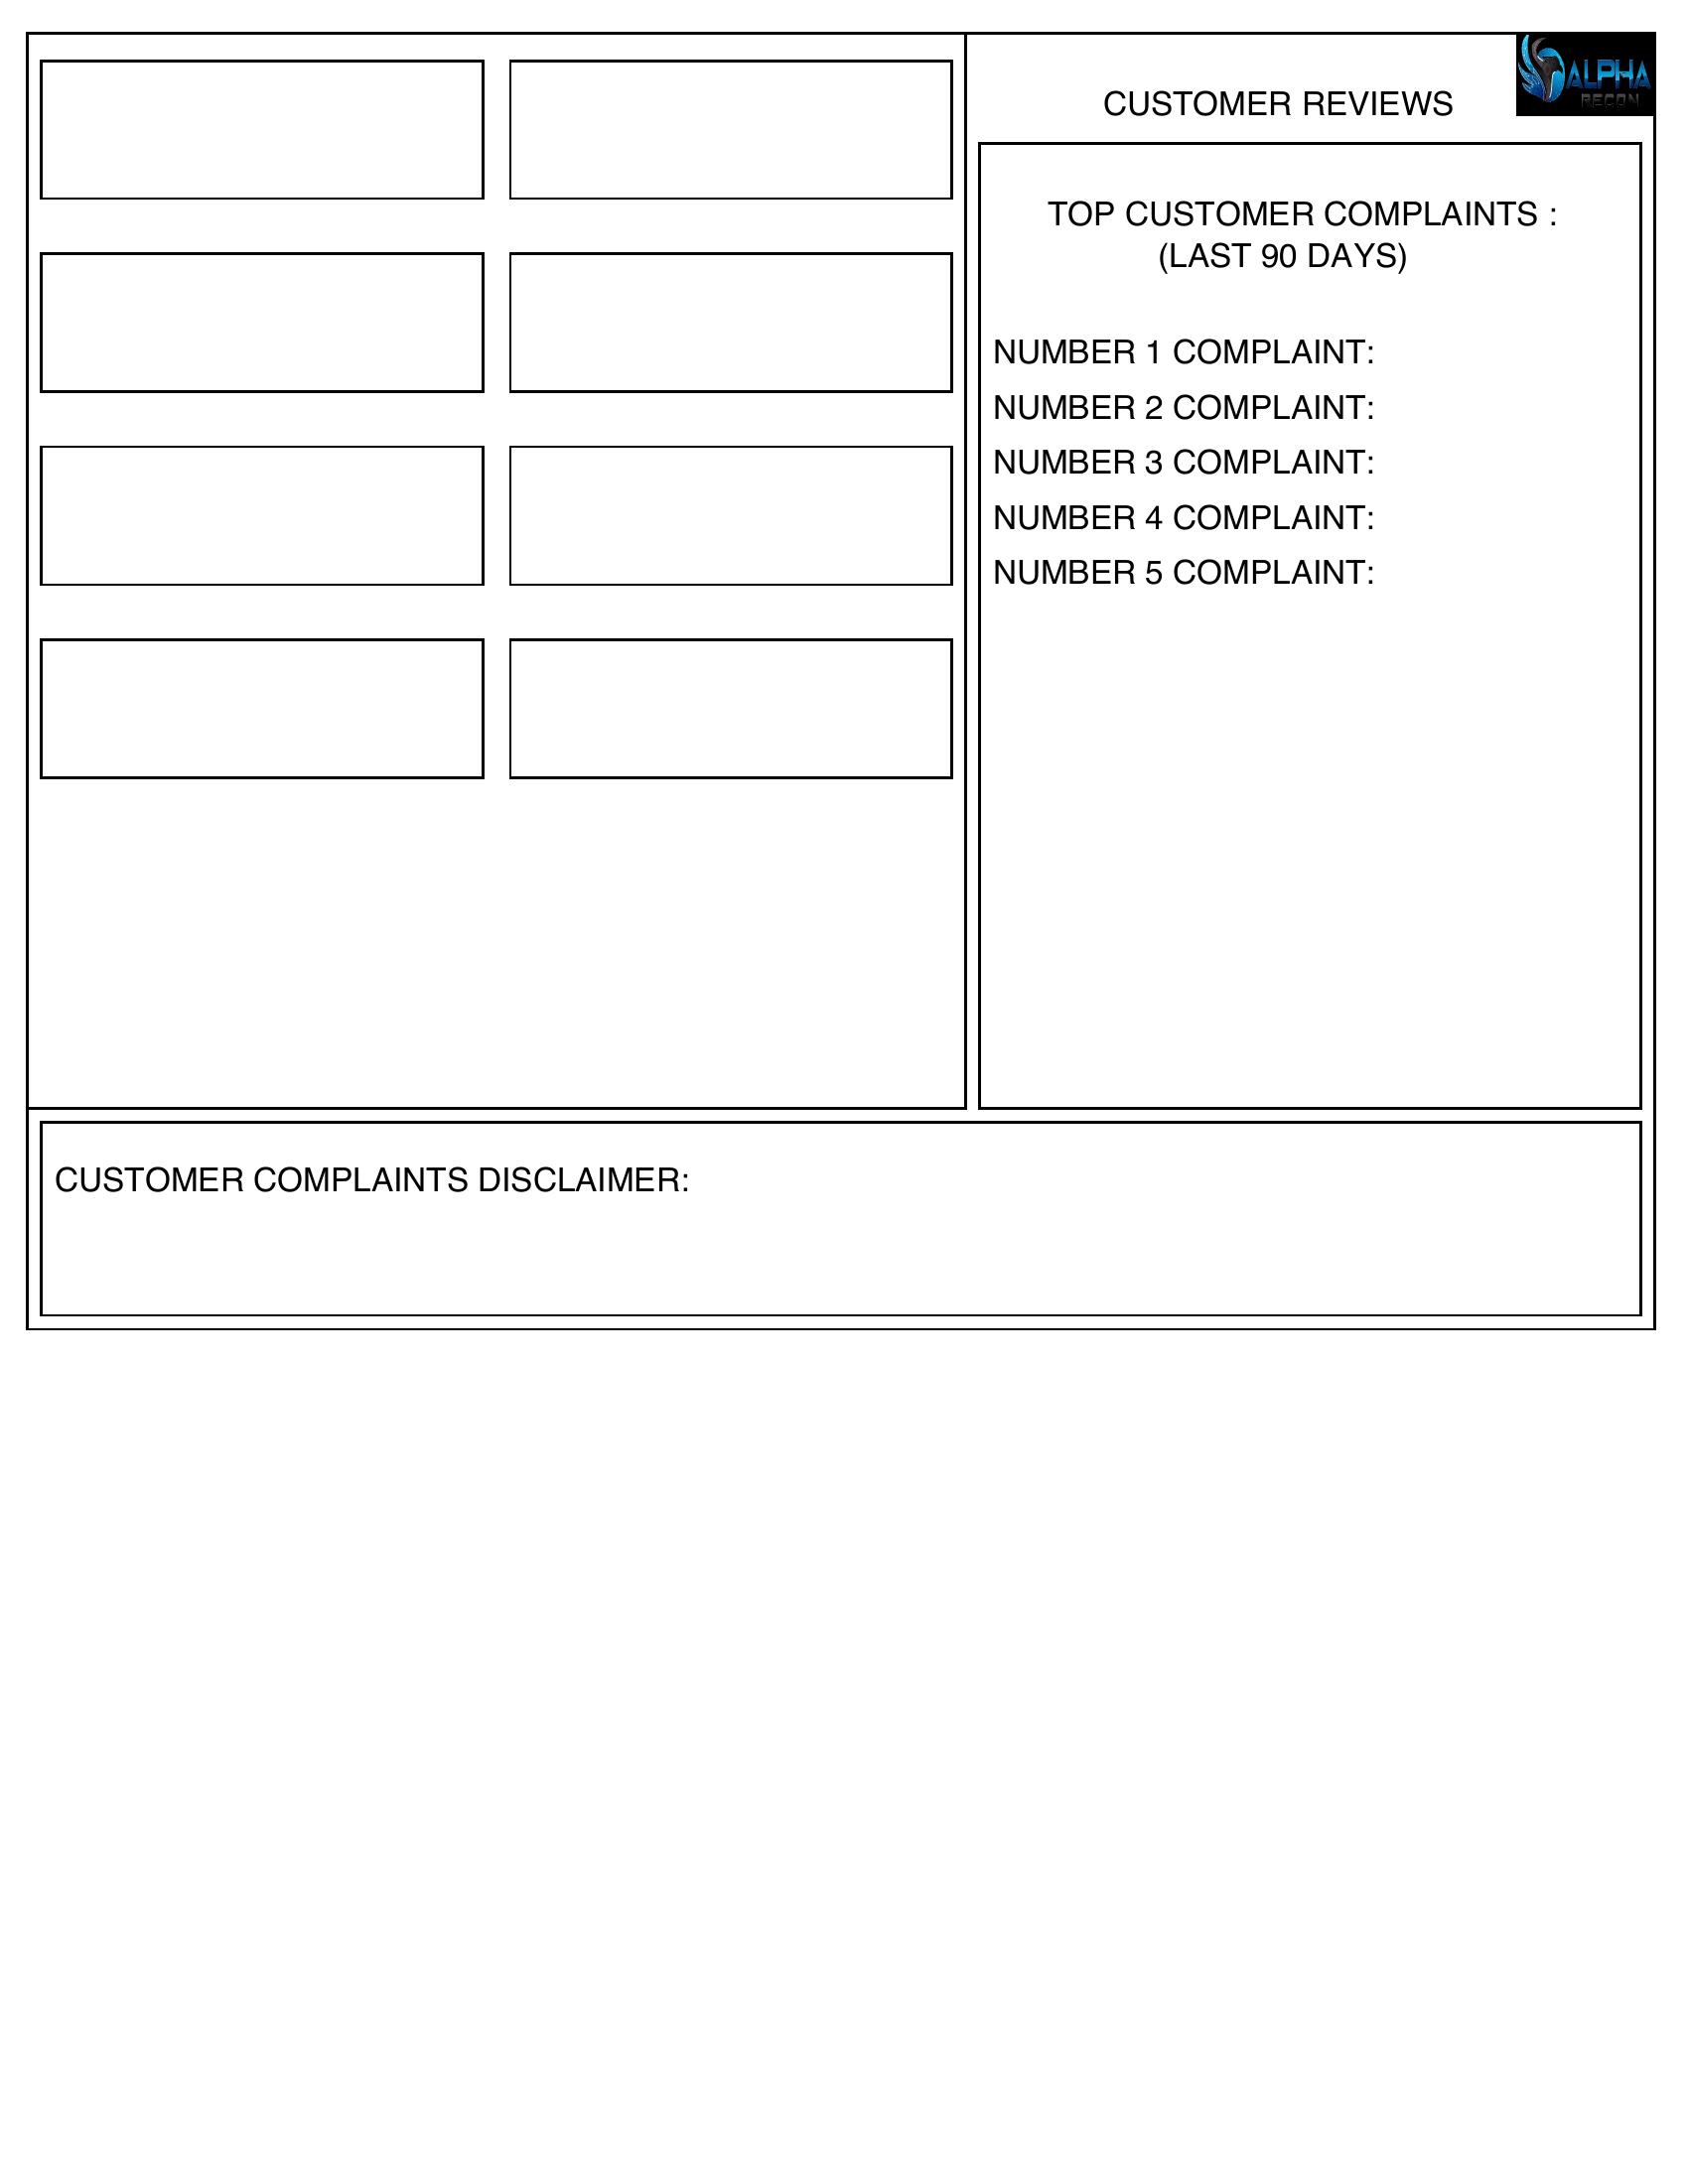 CUSTOMER REVIEWS
ALPHA
RECON
TOP CUSTOMER COMPLAINTS :
(LAST 90 DAYS)
NUMBER 1 COMPLAINT:
NUMBER 2 COMPLAINT:
NUMBER 3 COMPLAINT:
NUMBER 4 COMPLAINT:
NUMBER 5 COMPLAINT:
CUSTOMER COMPLAINTS DISCLAIMER: